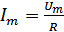 I_m = U_m / R